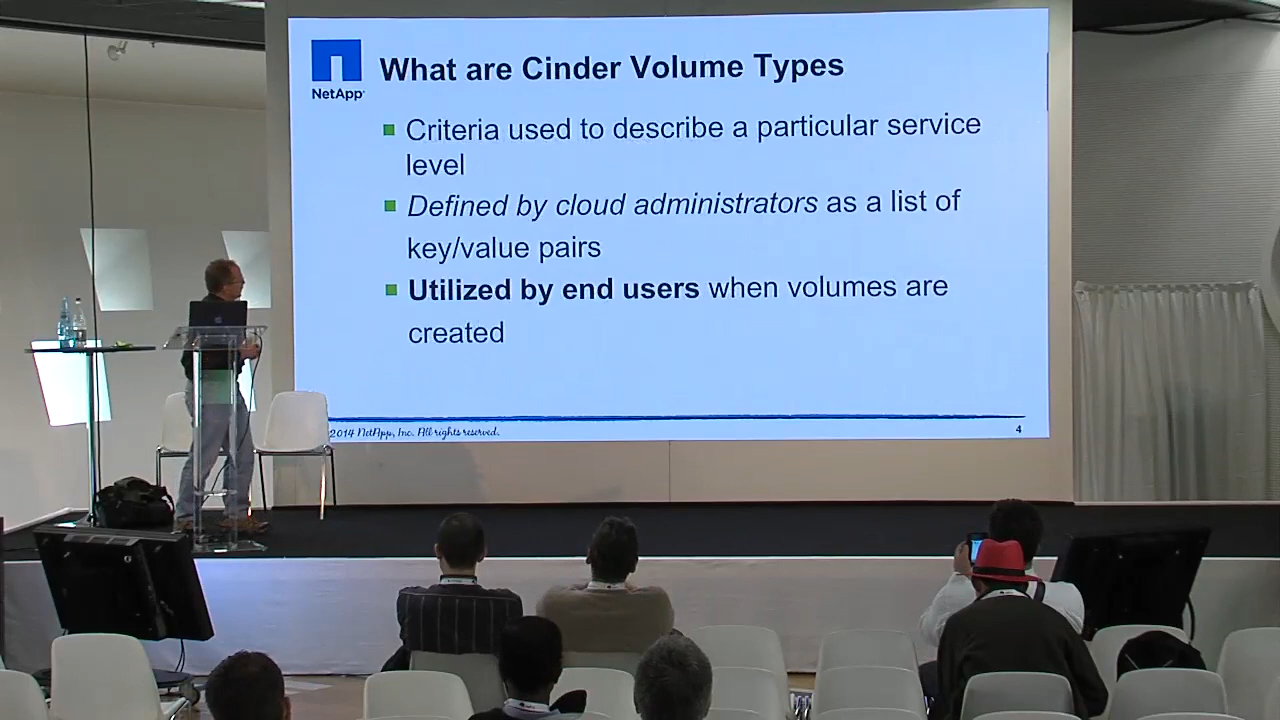 NetApp
What are Cinder Volume Types
Criteria used to describe a particular service
level
Defined by cloud administrators as a list of
key/value pairs
Utilized by end users when volumes are
created
2014 NetApp, Inc. All rights reserved.
4